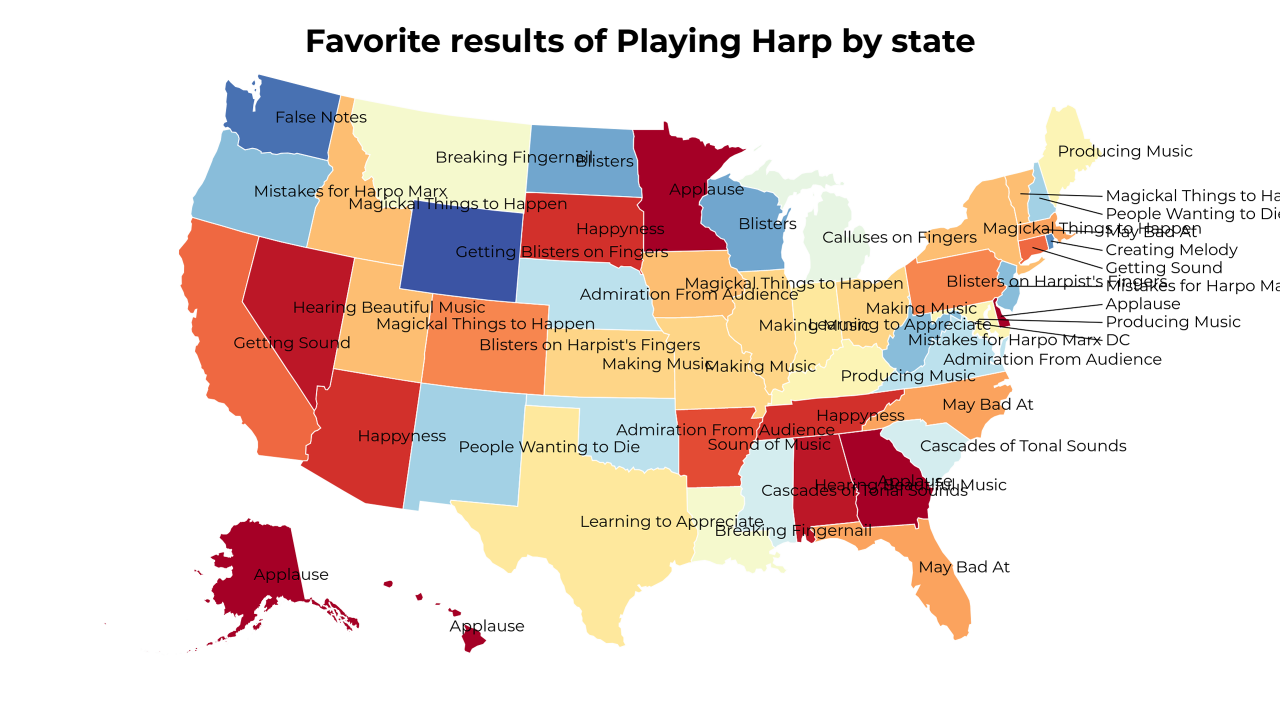 Favorite results of Playing Harp by state
False Notes
Producing Music
Breaking Fingernail
Blisters
Applause
Mistakes for Harpo Marx
Magickal Things to Happen
Magickal Things to Ha
People Wanting to Die
Blisters
Happyness
Magickal Things to Happen
May Bad At
Calluses on Fingers
Creating Melody
Getting Blisters on Fingers
Getting Sound
Magickal Things to Happen
Blisters on Harpist's Fingers
Mistakes for Harpo Ma
Admiration From Audience
Applause
Hearing Beautiful Music
Making Music
Magickal Things to Happen
Making Music
Learning to Appreciate
Producing Music
Getting Sound
Blisters on Harpist's Fingers
Mistakes for Harpo Marx
DC
Making Music
Making Music
Admiration From Audience
Producing Music
May Bad At
Happyness
Happyness
Admiration From Audience
People Wanting to Die
Sound of Music
Cascades of Tonal Sounds
Hearing Beautiful Music
Applause
Cascades of Tonal Sounds
Learning to Appreciate
Breaking Fingernail
May Bad At
Applause
Applause